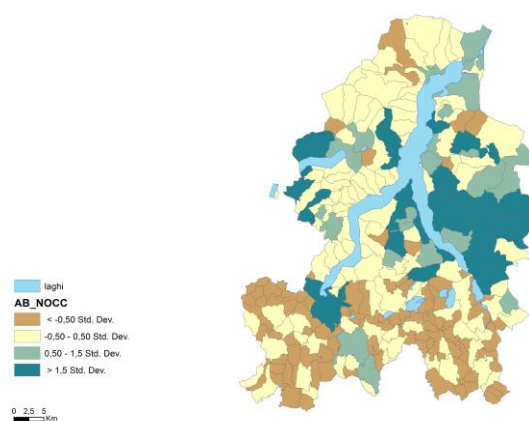 laghi
AB_NOCC
< -0,50 Std. Dev.
-0,50 - 0,50 Std. Dev.
0,50 - 1,5 Std. Dev.
> 1,5 Std. Dev.
0 2,5 5
Km